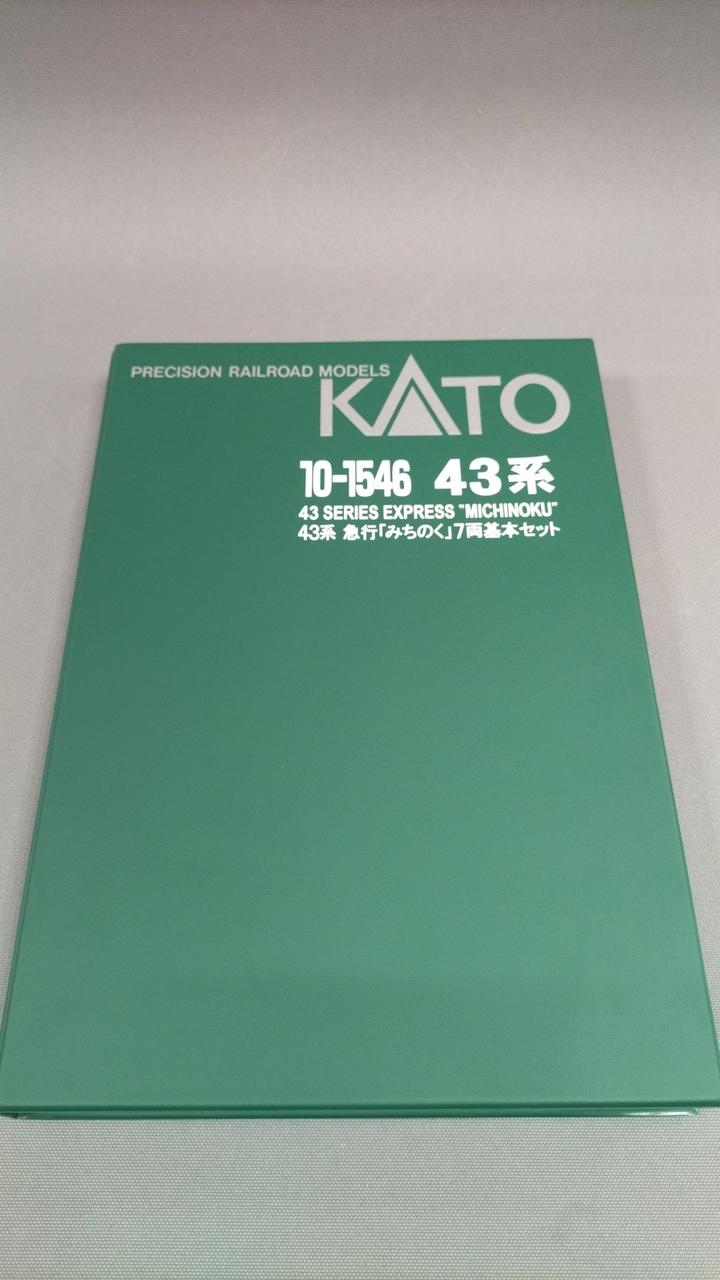 PRECISION RAILROAD MODELS
KATO
10-1546 43系
43 SERIES EXPRESS "MICHINOKU"
43系 急行「みちのく」7両基本セット